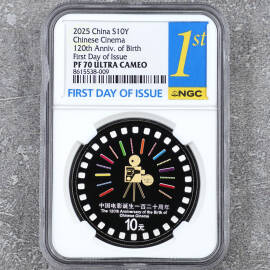 2025 China S10Y
Chinese Cinema
120th Anniv. of Birth
First Day of Issue
PF 70 ULTRA CAMEO
8615538-009
1st
NGC
FIRST DAY OF ISSUE
中国电影诞生一百二十周年
The 120th Anniversary of the Birth of
Chinese Cinema
10元